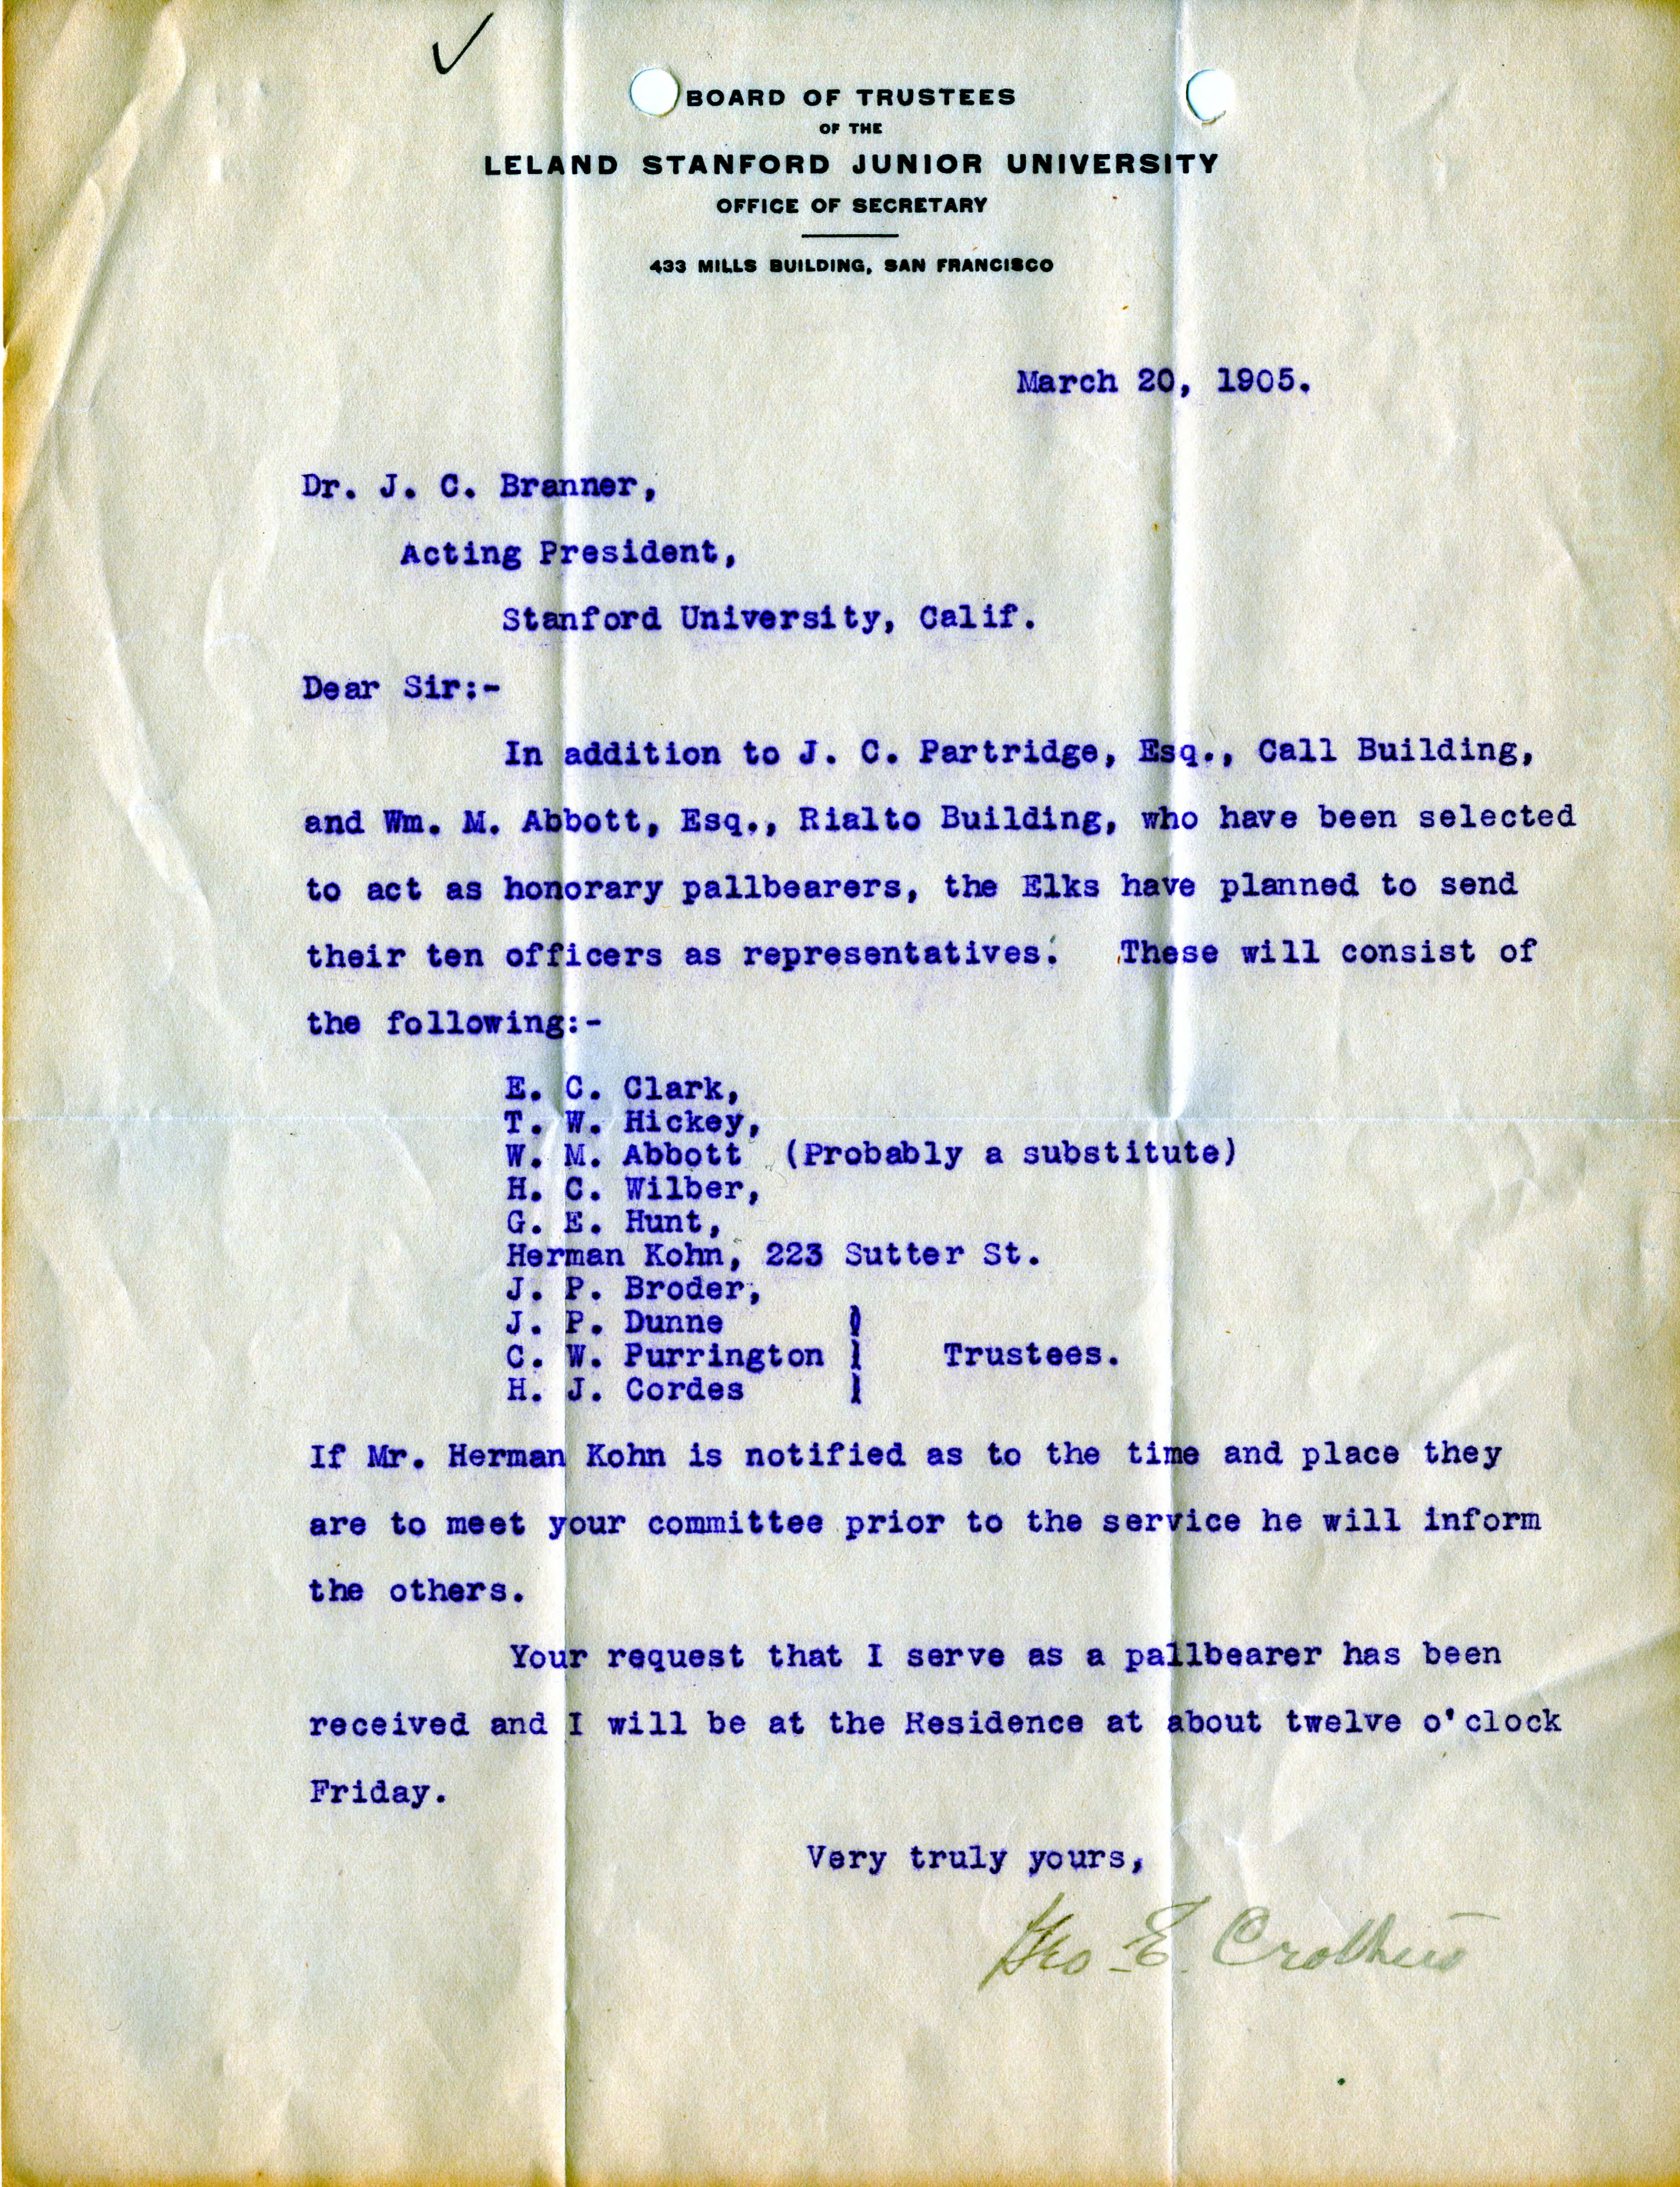 BOARD OF TRUSTEES
OF THE
LELAND STANFORD JUNIOR UNIVERSITY
OFFICE OF SECRETARY
433 MILLS BUILDING, SAN FRANCISCO
March 20, 1905.
Dr. J. C. Branner,
Acting President,
Stanford University, Calif.
Dear Sir:-
In addition to J. C. Partridge, Esq., Call Building,
and Wm. M. Abbott, Esq., Rialto Building, who have been selected
to act as honorary pallbearers, the Elks have planned to send
their ten officers as representatives. These will consist of
the following:-
E. C. Clark,
T. W. Hickey,
W. M. Abbott (Probably a substitute)
H. C. Wilber,
G. E. Hunt,
Herman Kohn, 223 Sutter St.
J. P. Broder,
J. P. Dunne )
C. W. Purrington ) Trustees.
H. J. Cordes )
If Mr. Herman Kohn is notified as to the time and place they
are to meet your committee prior to the service he will inform
the others.
Your request that I serve as a pallbearer has been
received and I will be at the Residence at about twelve o'clock
Friday.
Very truly yours,
Geo E. Crothers